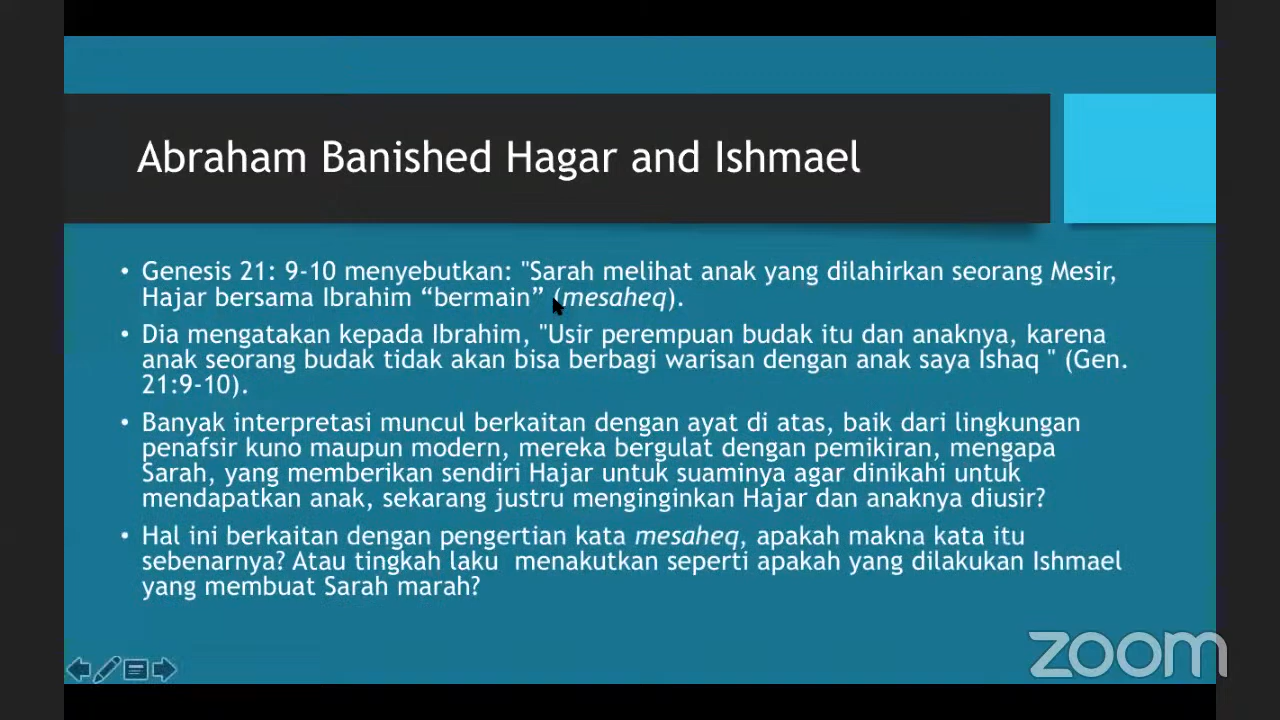 Abraham Banished Hagar and Ishmael
• Genesis 21: 9-10 menyebutkan: "Sarah melihat anak yang dilahirkan seorang Mesir,
Hajar bersama Ibrahim “bermain” (mesaheq).
• Dia mengatakan kepada Ibrahim, "Usir perempuan budak itu dan anaknya, karena
anak seorang budak tidak akan bisa berbagi warisan dengan anak saya Ishaq " (Gen.
21:9-10).
• Banyak interpretasi muncul berkaitan dengan ayat di atas, baik dari lingkungan
penafsir kuno maupun modern, mereka bergulat dengan pemikiran, mengapa
Sarah, yang memberikan sendiri Hajar untuk suaminya agar dinikahi untuk
mendapatkan anak, sekarang justru menginginkan Hajar dan anaknya diusir?
• Hal ini berkaitan dengan pengertian kata mesaheq, apakah makna kata itu
sebenarnya? Atau tingkah laku  menakutkan seperti apakah yang dilakukan Ishmael
yang membuat Sarah marah?
zoom